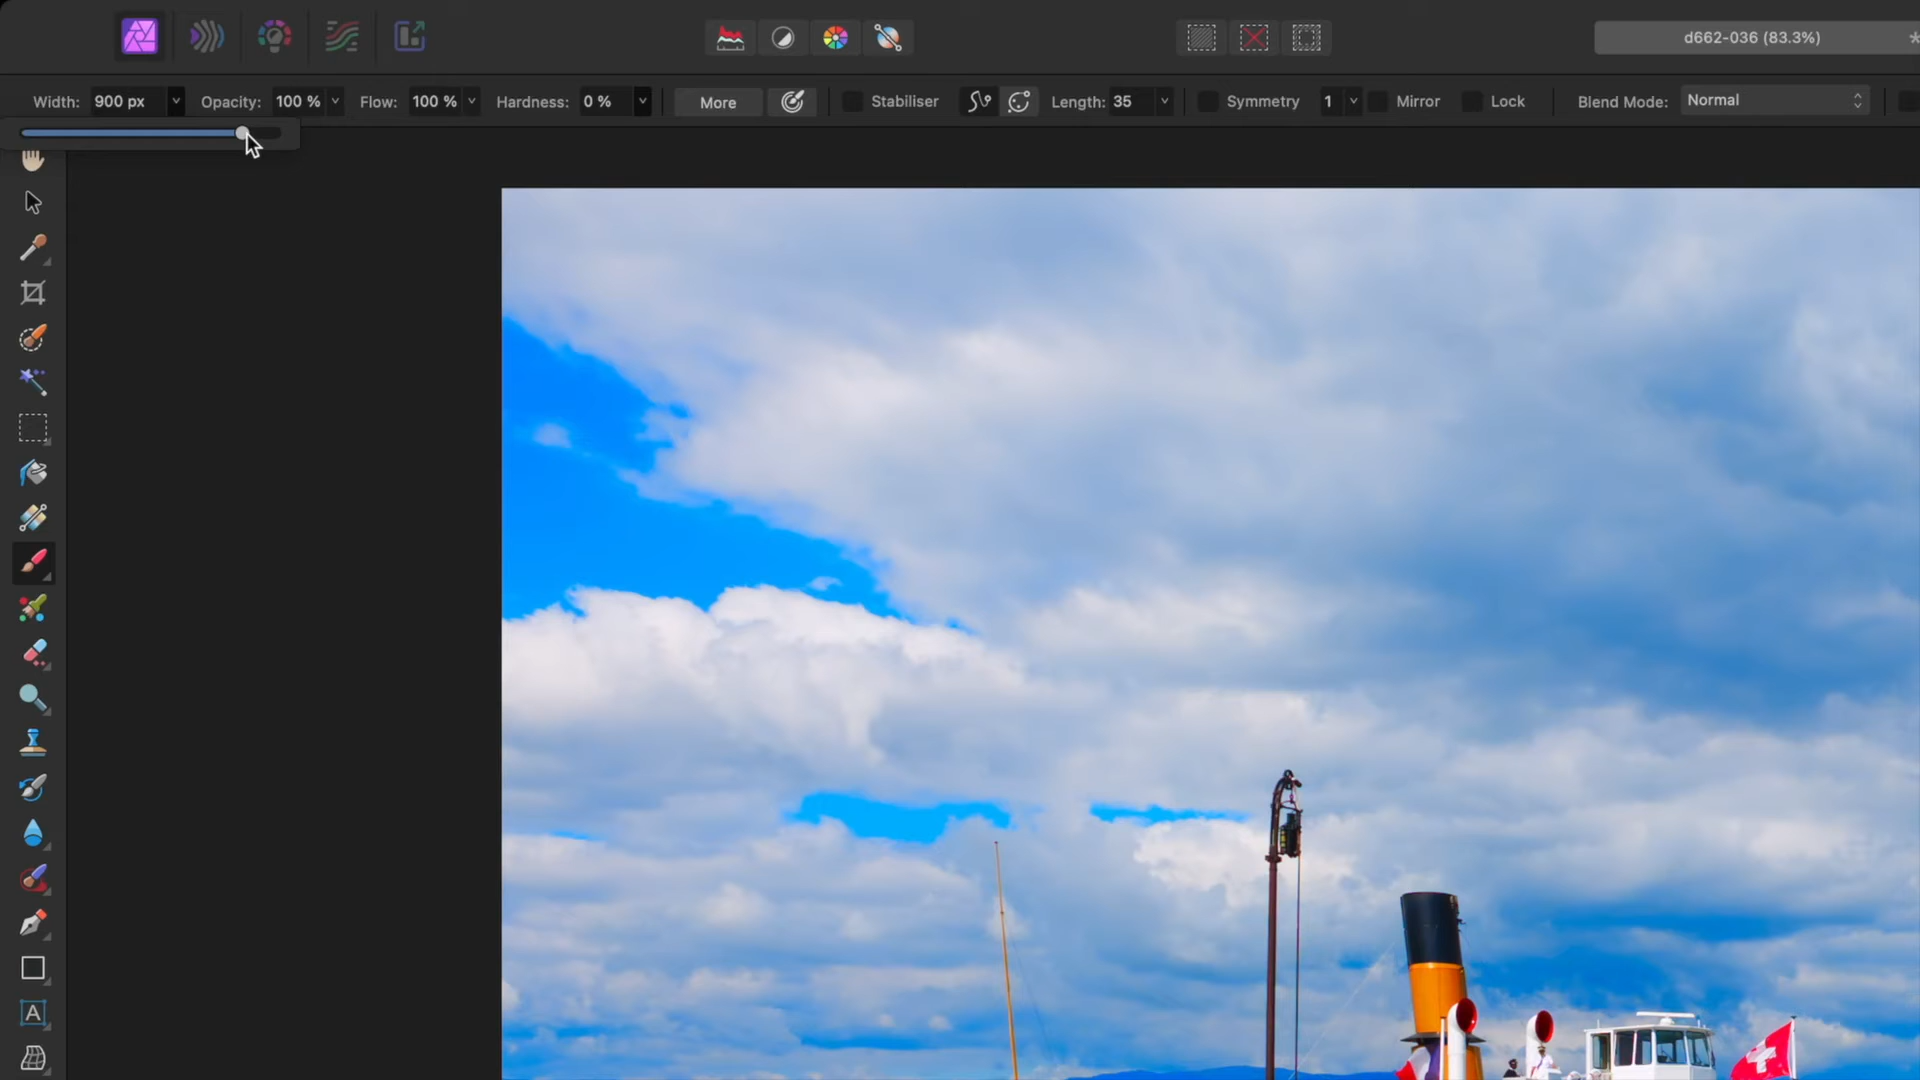 d662-036 (83.3%) *
Width: 900 px Opacity: 100 % Flow: 100 % Hardness: 0 % More Stabiliser Length: 35 Symmetry 1 Mirror Lock Blend Mode: Normal
A